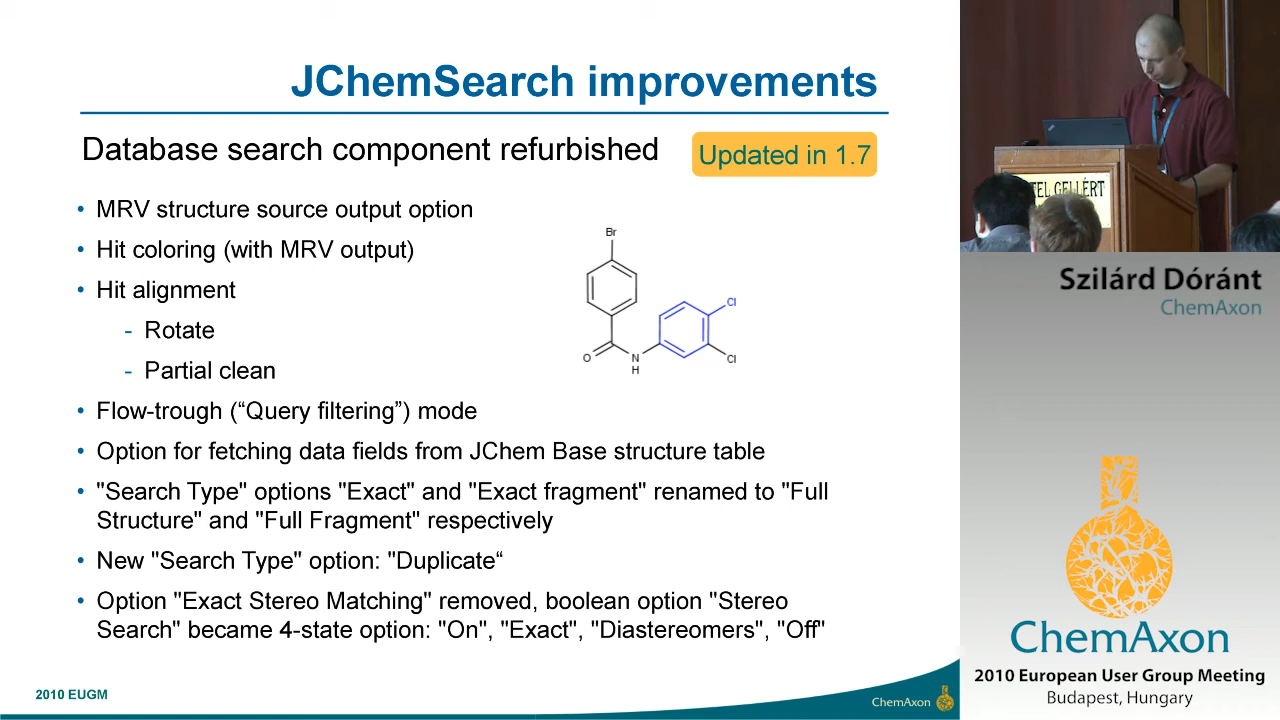 JChemSearch improvements
Database search component refurbished
Updated in 1.7
• MRV structure source output option
• Hit coloring (with MRV output)
• Hit alignment
- Rotate
- Partial clean
• Flow-trough (“Query filtering”) mode
• Option for fetching data fields from JChem Base structure table
• "Search Type" options "Exact" and "Exact fragment" renamed to "Full
Structure" and "Full Fragment" respectively
• New "Search Type" option: "Duplicate“
• Option "Exact Stereo Matching" removed, boolean option "Stereo
Search" became 4-state option: "On", "Exact", "Diastereomers", "Off"
Br
Cl
Cl
O
N
H
2010 EUGM
ChemAxon
TEL GELLÉRT
Szilárd Dóránt
ChemAxon
ChemAxon
2010 European User Group Meeting
Budapest, Hungary